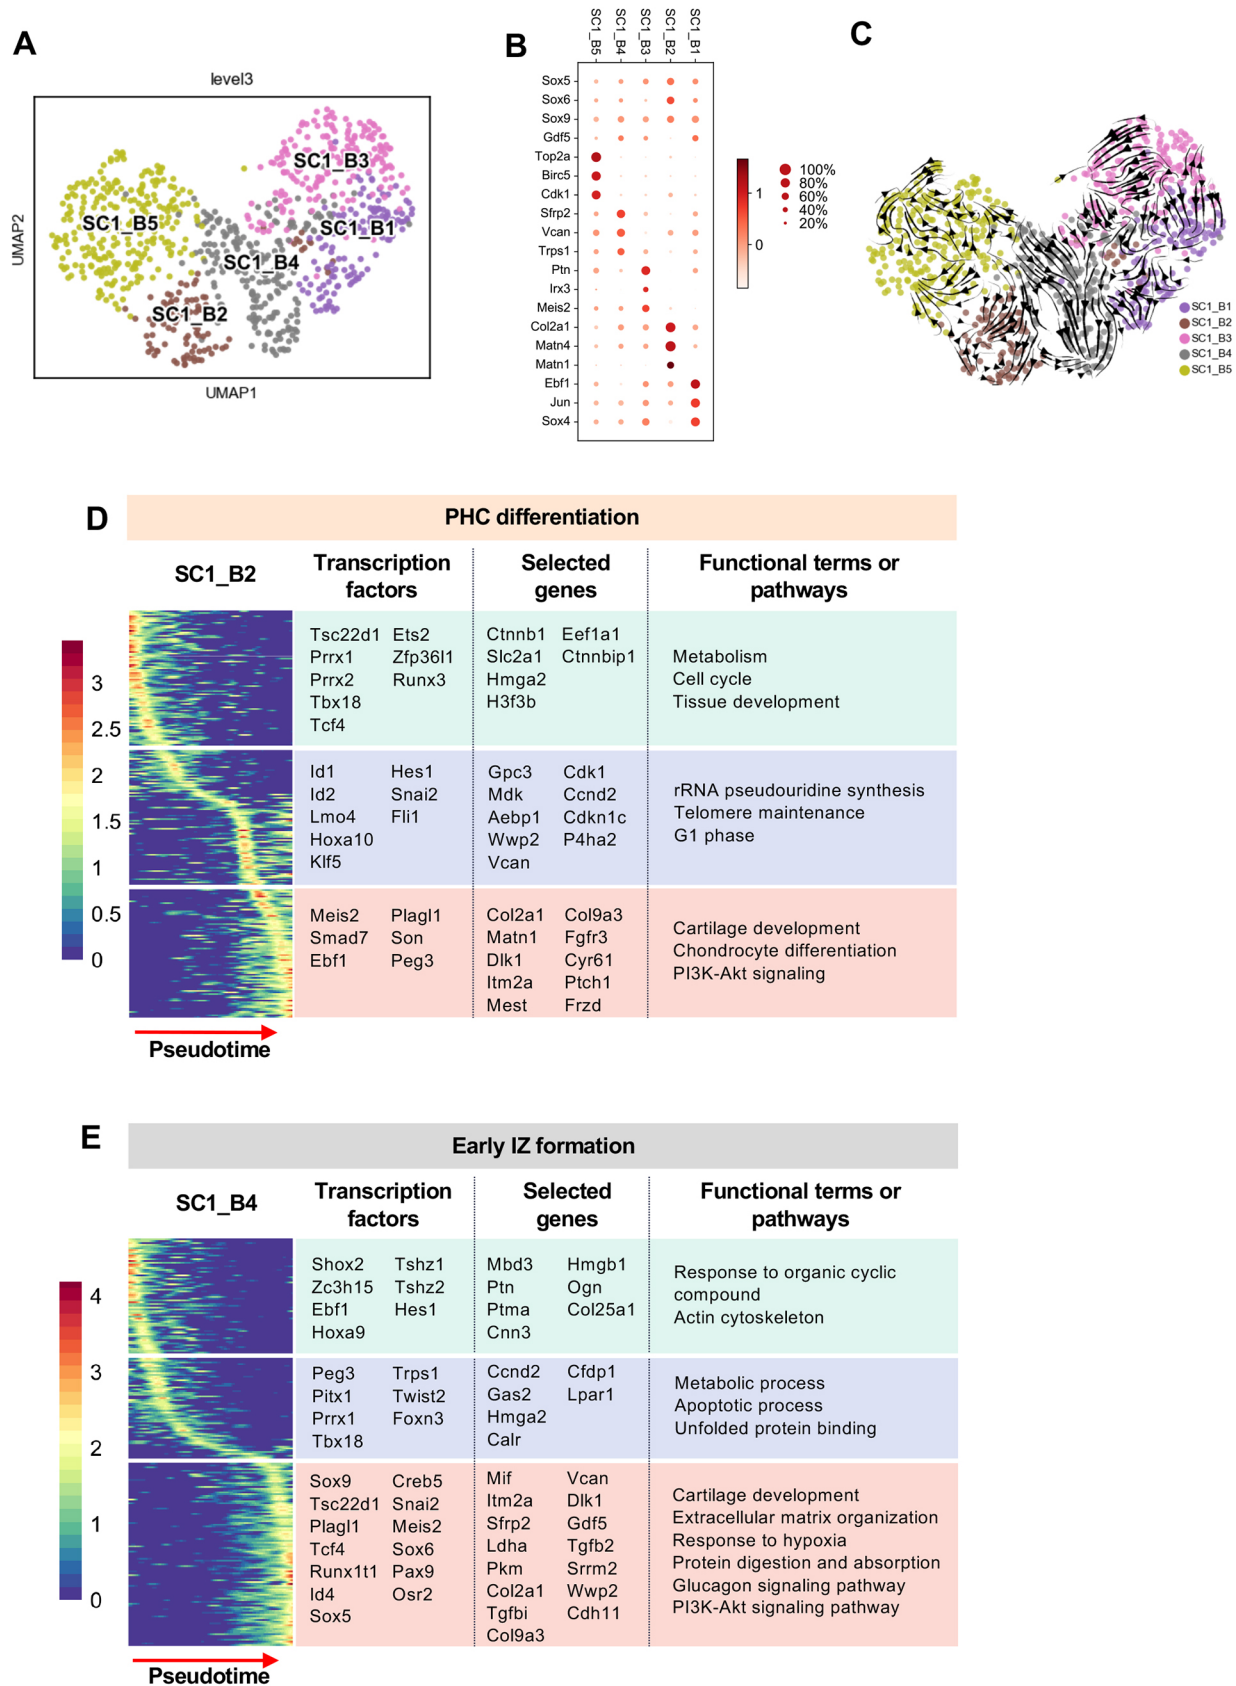 A
level3
SC1_B3
SC1_B5
SC1_B1
SC1_B4
SC1_B2
UMAP2
UMAP1
B
SC1_B5
SC1_B4
SC1_B3
SC1_B2
SC1_B1
Sox5
Sox6
Sox9
Gdf5
Top2a
Birc5
Cdk1
Sfrp2
Vcan
Trps1
Ptn
Irx3
Meis2
Col2a1
Matn4
Matn1
Ebf1
Jun
Sox4
1
0
100%
80%
60%
40%
20%
C
SC1_B1
SC1_B2
SC1_B3
SC1_B4
SC1_B5
D
PHC differentiation
SC1_B2
Transcription factors
Selected genes
Functional terms or pathways
3
2.5
2
1.5
1
0.5
0
Tsc22d1 Ets2
Prrx1 Zfp36l1
Prrx2 Runx3
Tbx18
Tcf4
Ctnnb1 Eef1a1
Slc2a1 Ctnnbip1
Hmga2
H3f3b
Metabolism
Cell cycle
Tissue development
Id1 Hes1
Id2 Snai2
Lmo4 Fli1
Hoxa10
Klf5
Gpc3 Cdk1
Mdk Ccnd2
Aebp1 Cdkn1c
Wwp2 P4ha2
Vcan
rRNA pseudouridine synthesis
Telomere maintenance
G1 phase
Meis2 Plagl1
Smad7 Son
Ebf1 Peg3
Col2a1 Col9a3
Matn1 Fgfr3
Dlk1 Cyr61
Itm2a Ptch1
Mest Frzd
Cartilage development
Chondrocyte differentiation
PI3K-Akt signaling
Pseudotime
E
Early IZ formation
SC1_B4
Transcription factors
Selected genes
Functional terms or pathways
4
3
2
1
0
Shox2 Tshz1
Zc3h15 Tshz2
Ebf1 Hes1
Hoxa9
Mbd3 Hmgb1
Ptn Ogn
Ptma Col25a1
Cnn3
Response to organic cyclic
compound
Actin cytoskeleton
Peg3 Trps1
Pitx1 Twist2
Prrx1 Foxn3
Tbx18
Ccnd2 Cfdp1
Gas2 Lpar1
Hmga2
Calr
Metabolic process
Apoptotic process
Unfolded protein binding
Sox9 Creb5
Tsc22d1 Snai2
Plagl1 Meis2
Tcf4 Sox6
Runx1t1 Pax9
Id4 Osr2
Sox5
Mif Vcan
Itm2a Dlk1
Sfrp2 Gdf5
Ldha Tgfb2
Pkm Srrm2
Col2a1 Wwp2
Tgfbi Cdh11
Col9a3
Cartilage development
Extracellular matrix organization
Response to hypoxia
Protein digestion and absorption
Glucagon signaling pathway
PI3K-Akt signaling pathway
Pseudotime